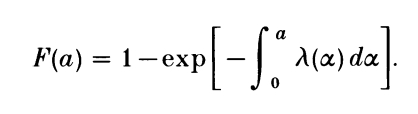 F(a) = 1 − exp[ −∫₀ᵃ λ(α) dα ].